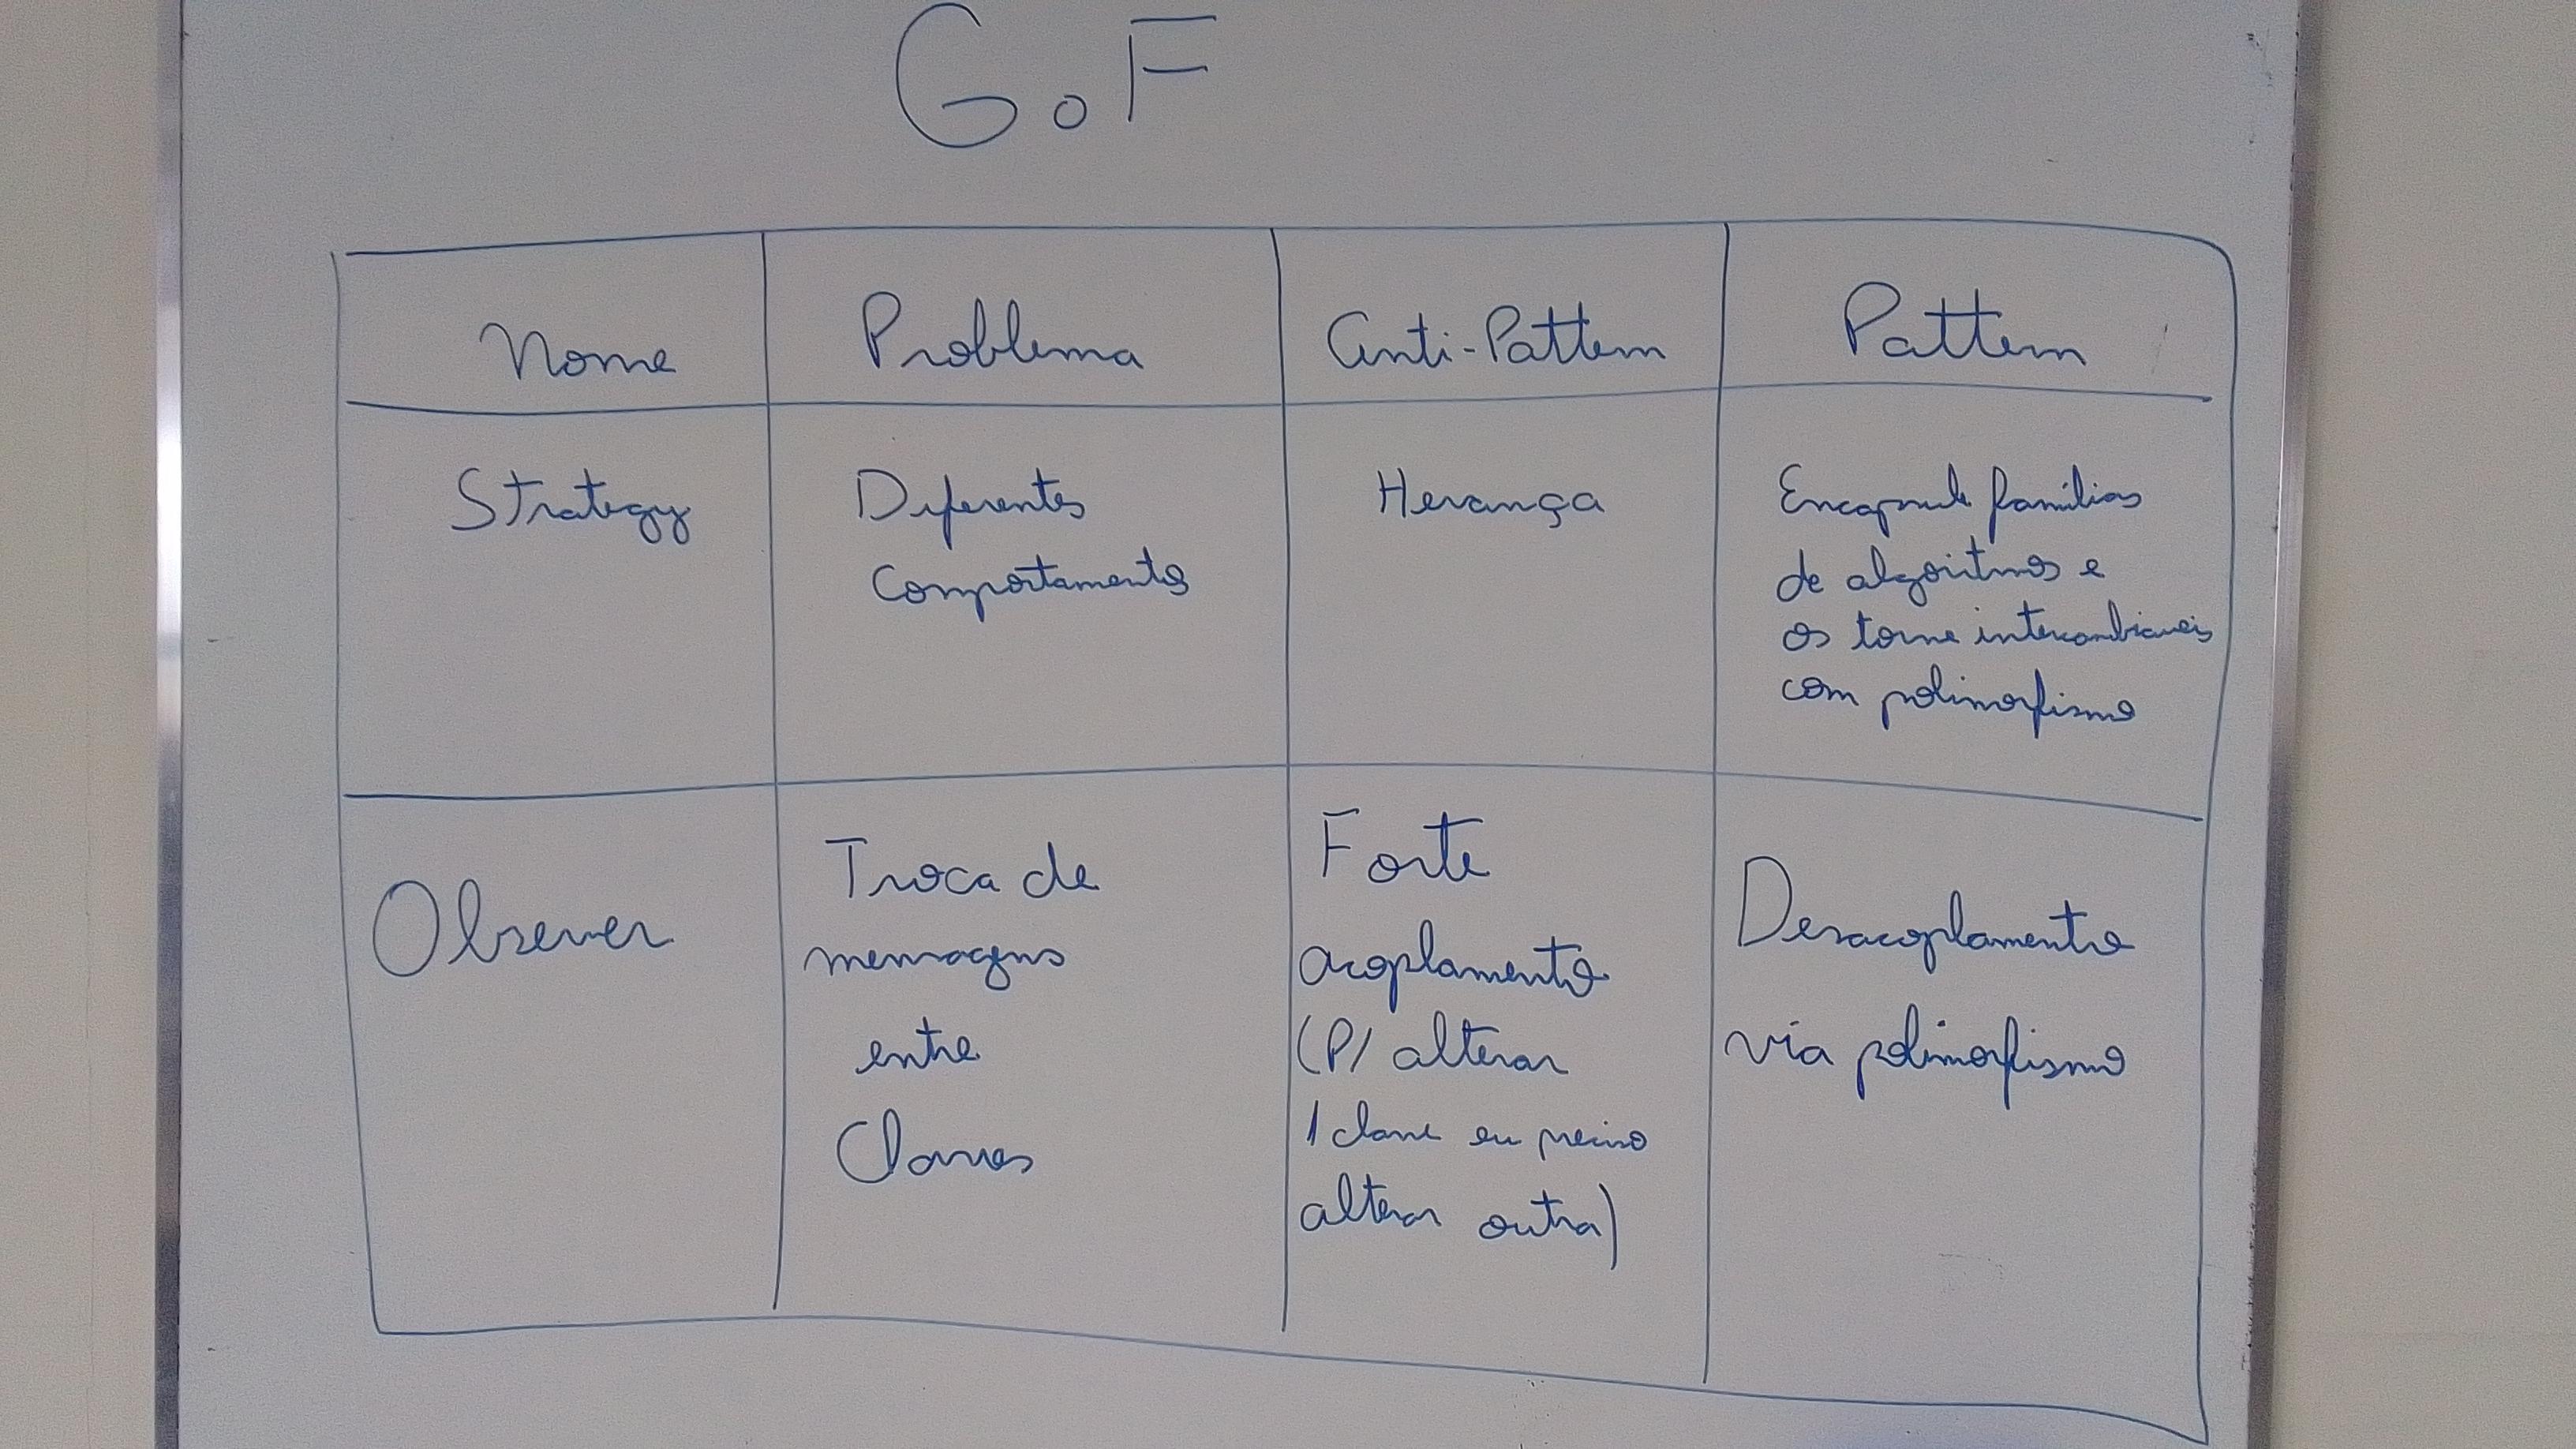 GoF
Nome
Problema
Anti-Pattern
Pattern
Strategy
Diferentes
Comportamentos
Herança
Encapsule famílias
de algoritmos e
os torne intercambiáveis
com polimorfismo
Observer
Troca de
mensagens
entre
Classes
Forte
acoplamento
(P/ alterar
1 classe eu preciso
alterar outra)
Desacoplamento
via polimorfismo